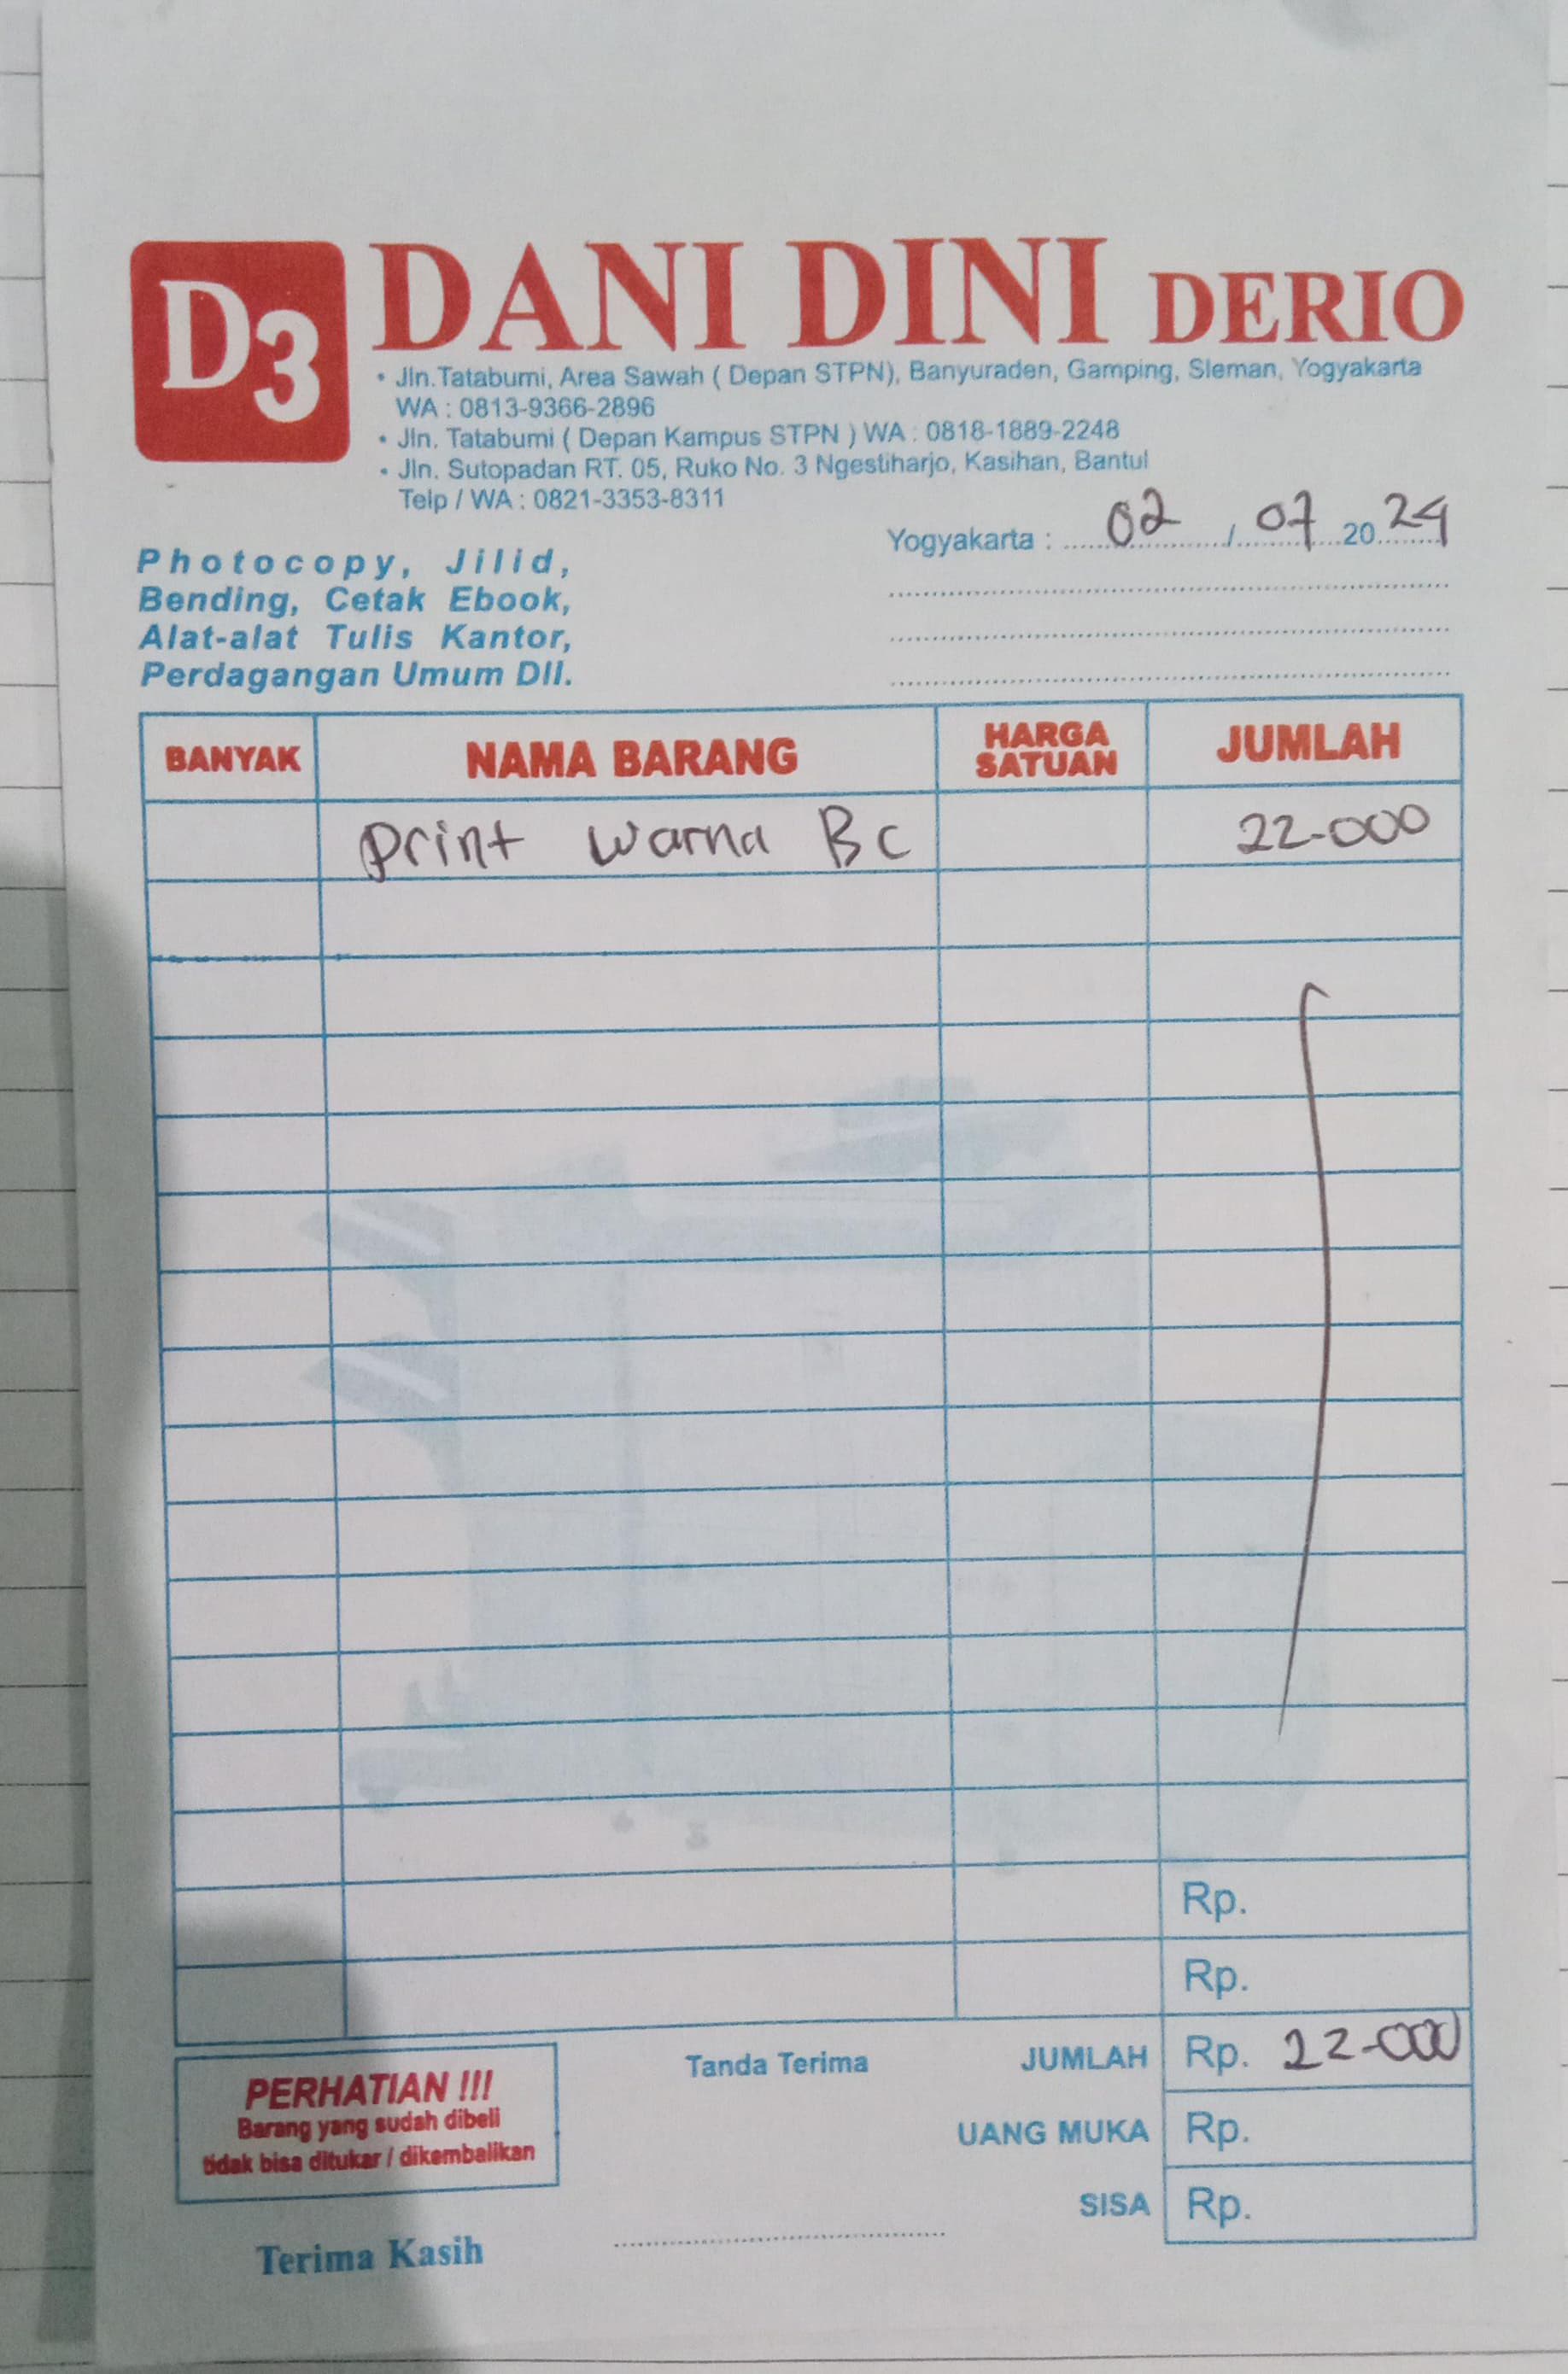 D3 DANI DINI DERIO
• Jln.Tatabumi, Area Sawah ( Depan STPN), Banyuraden, Gamping, Sleman, Yogyakarta
WA : 0813-9366-2896
• Jln. Tatabumi ( Depan Kampus STPN ) WA : 0818-1889-2248
• Jln. Sutopadan RT. 05, Ruko No. 3 Ngestiharjo, Kasihan, Bantul
Telp / WA : 0821-3353-8311
Yogyakarta : 02 / 07 20 24
Photocopy, Jilid,
Bending, Cetak Ebook,
Alat-alat Tulis Kantor,
Perdagangan Umum Dll.
BANYAK NAMA BARANG HARGA SATUAN JUMLAH
Print warna Bc 22-000
Rp.
Rp.
Tanda Terima JUMLAH Rp. 22-000
UANG MUKA Rp.
SISA Rp.
PERHATIAN !!!
Barang yang sudah dibeli
tidak bisa ditukar / dikembalikan
Terima Kasih